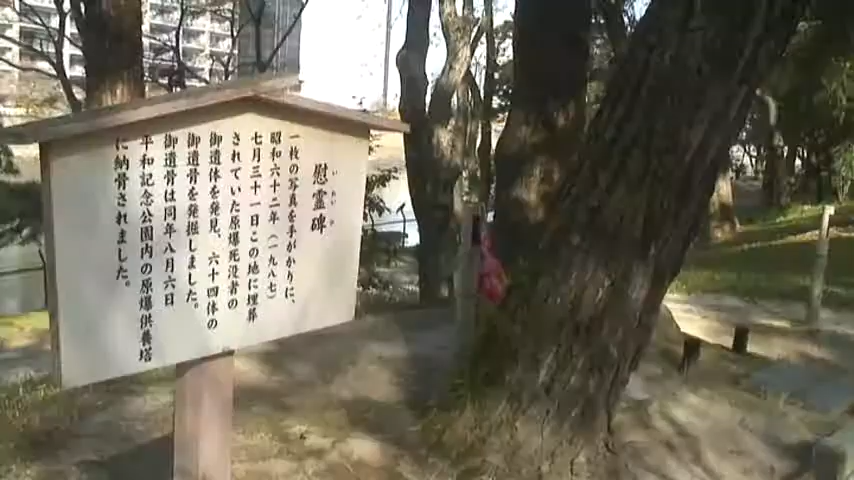 慰霊碑
いれいひ
一枚の写真を手がかりに、
昭和六十二年（一九八七）
七月三十一日この地に埋葬
されていた原爆死没者の
御遺体を発見、六十四体の
御遺骨を発掘しました。
御遺骨は同年八月六日
平和記念公園内の原爆供養塔
に納骨されました。